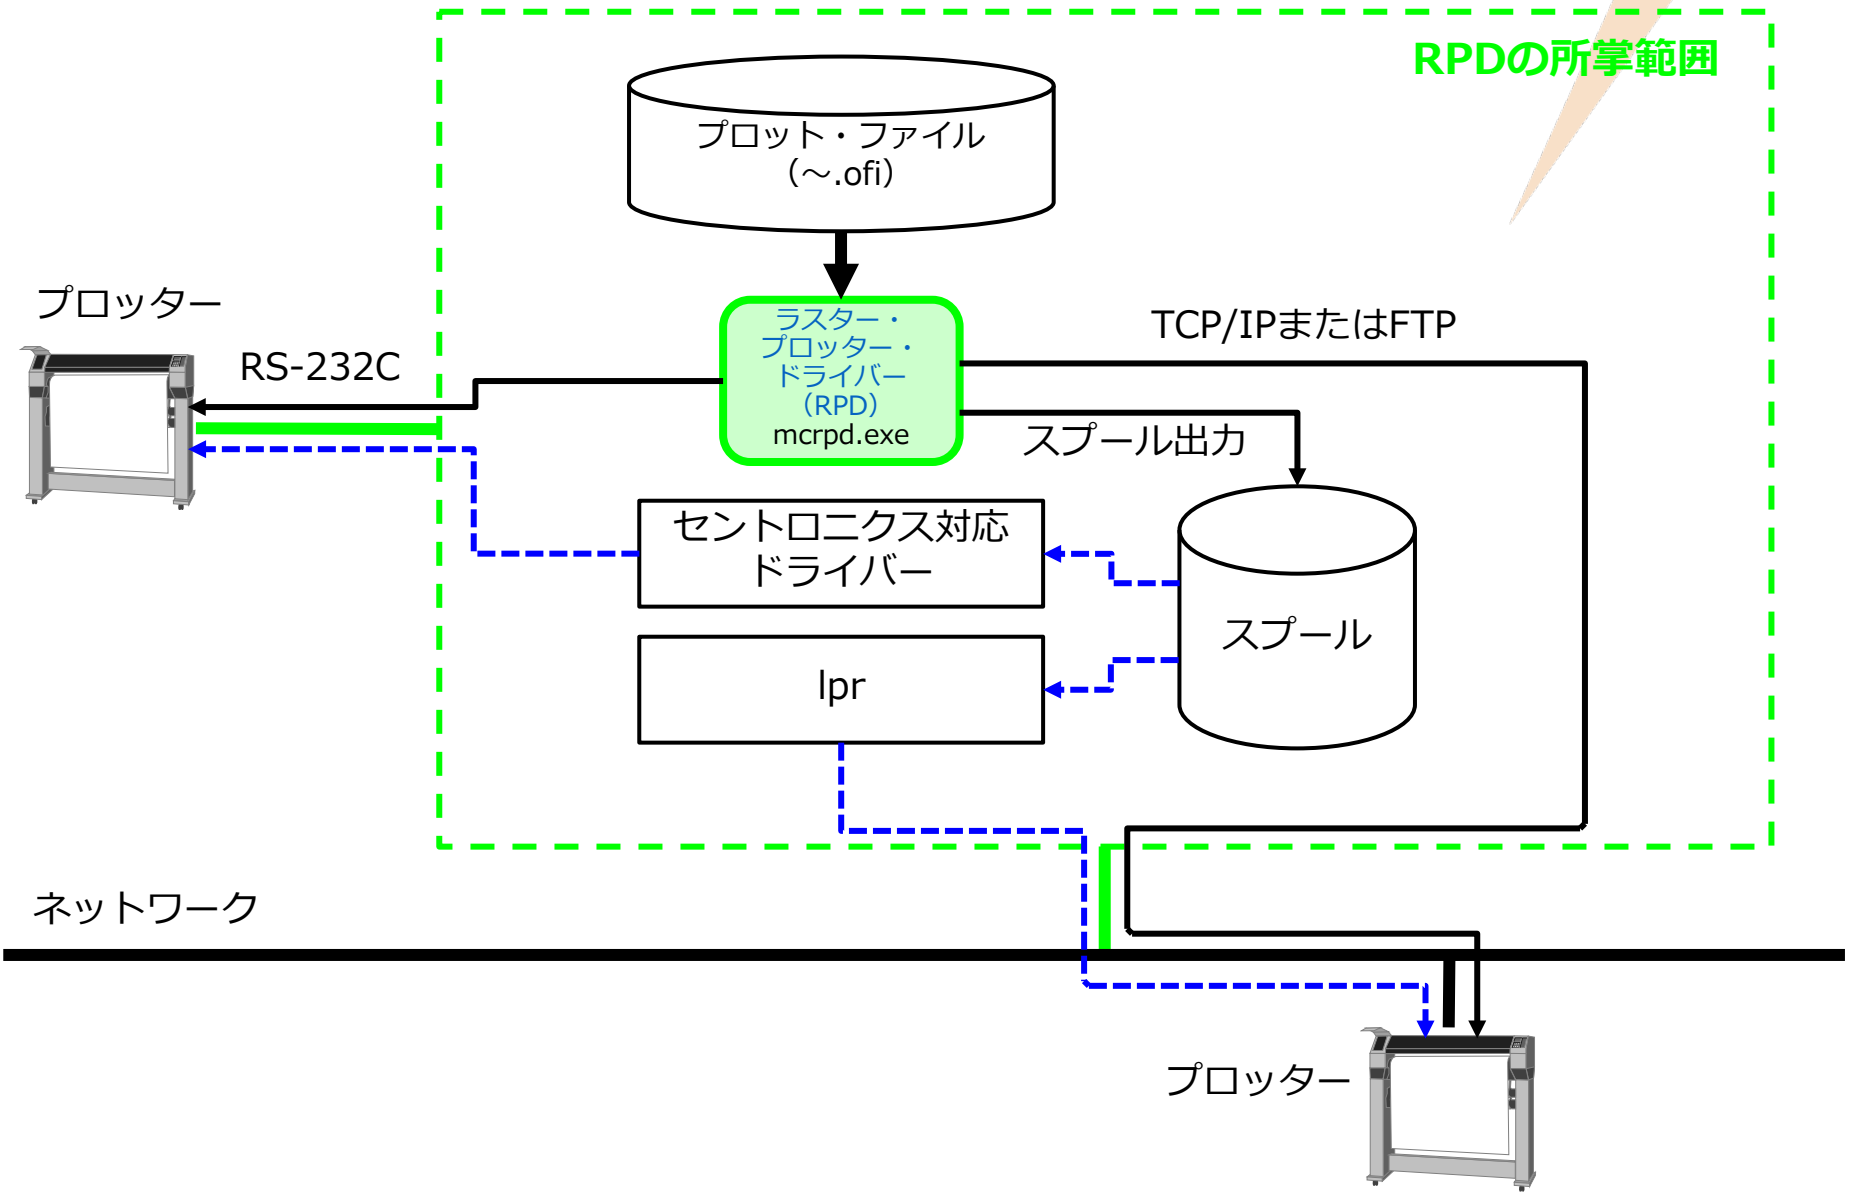 RPDの所掌範囲
プロット・ファイル
（～.ofi）
プロッター
RS-232C
ラスター・
プロッター・
ドライバー
（RPD）
mcrpd.exe
TCP/IPまたはFTP
スプール出力
セントロニクス対応
ドライバー
スプール
lpr
ネットワーク
プロッター